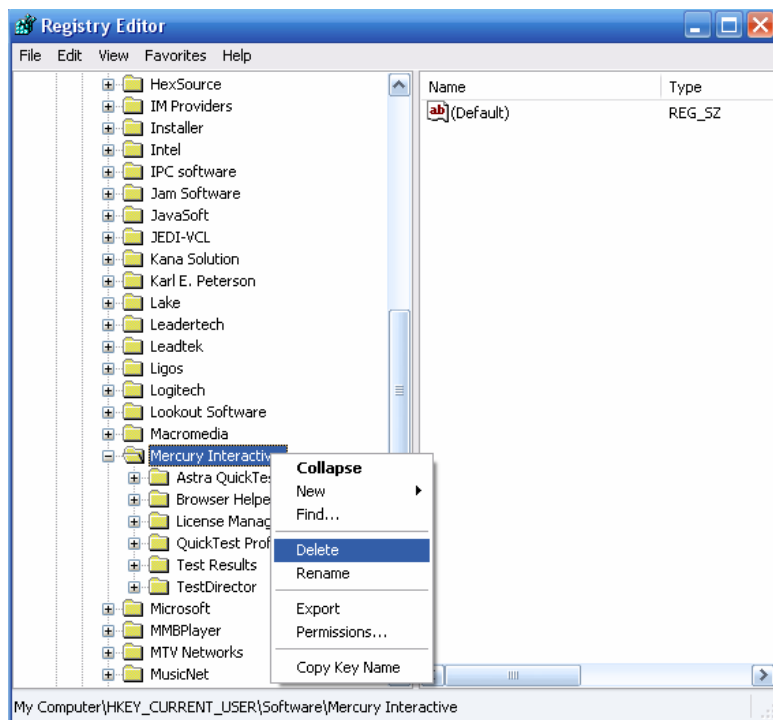 Registry Editor
File Edit View Favorites Help
HexSource
IM Providers
Installer
Intel
IPC software
Jam Software
JavaSoft
JEDI-VCL
Kana Solution
Karl E. Peterson
Lake
Leadertech
Leadtek
Ligos
Logitech
Lookout Software
Macromedia
Mercury Interactiv
Astra QuickTes
Browser Helpe
License Manag
QuickTest Prof
Test Results
TestDirector
Microsoft
MMBPlayer
MTV Networks
MusicNet
Name Type
ab (Default) REG_SZ
Collapse
New
Find...
Delete
Rename
Export
Permissions...
Copy Key Name
My Computer\HKEY_CURRENT_USER\Software\Mercury Interactive